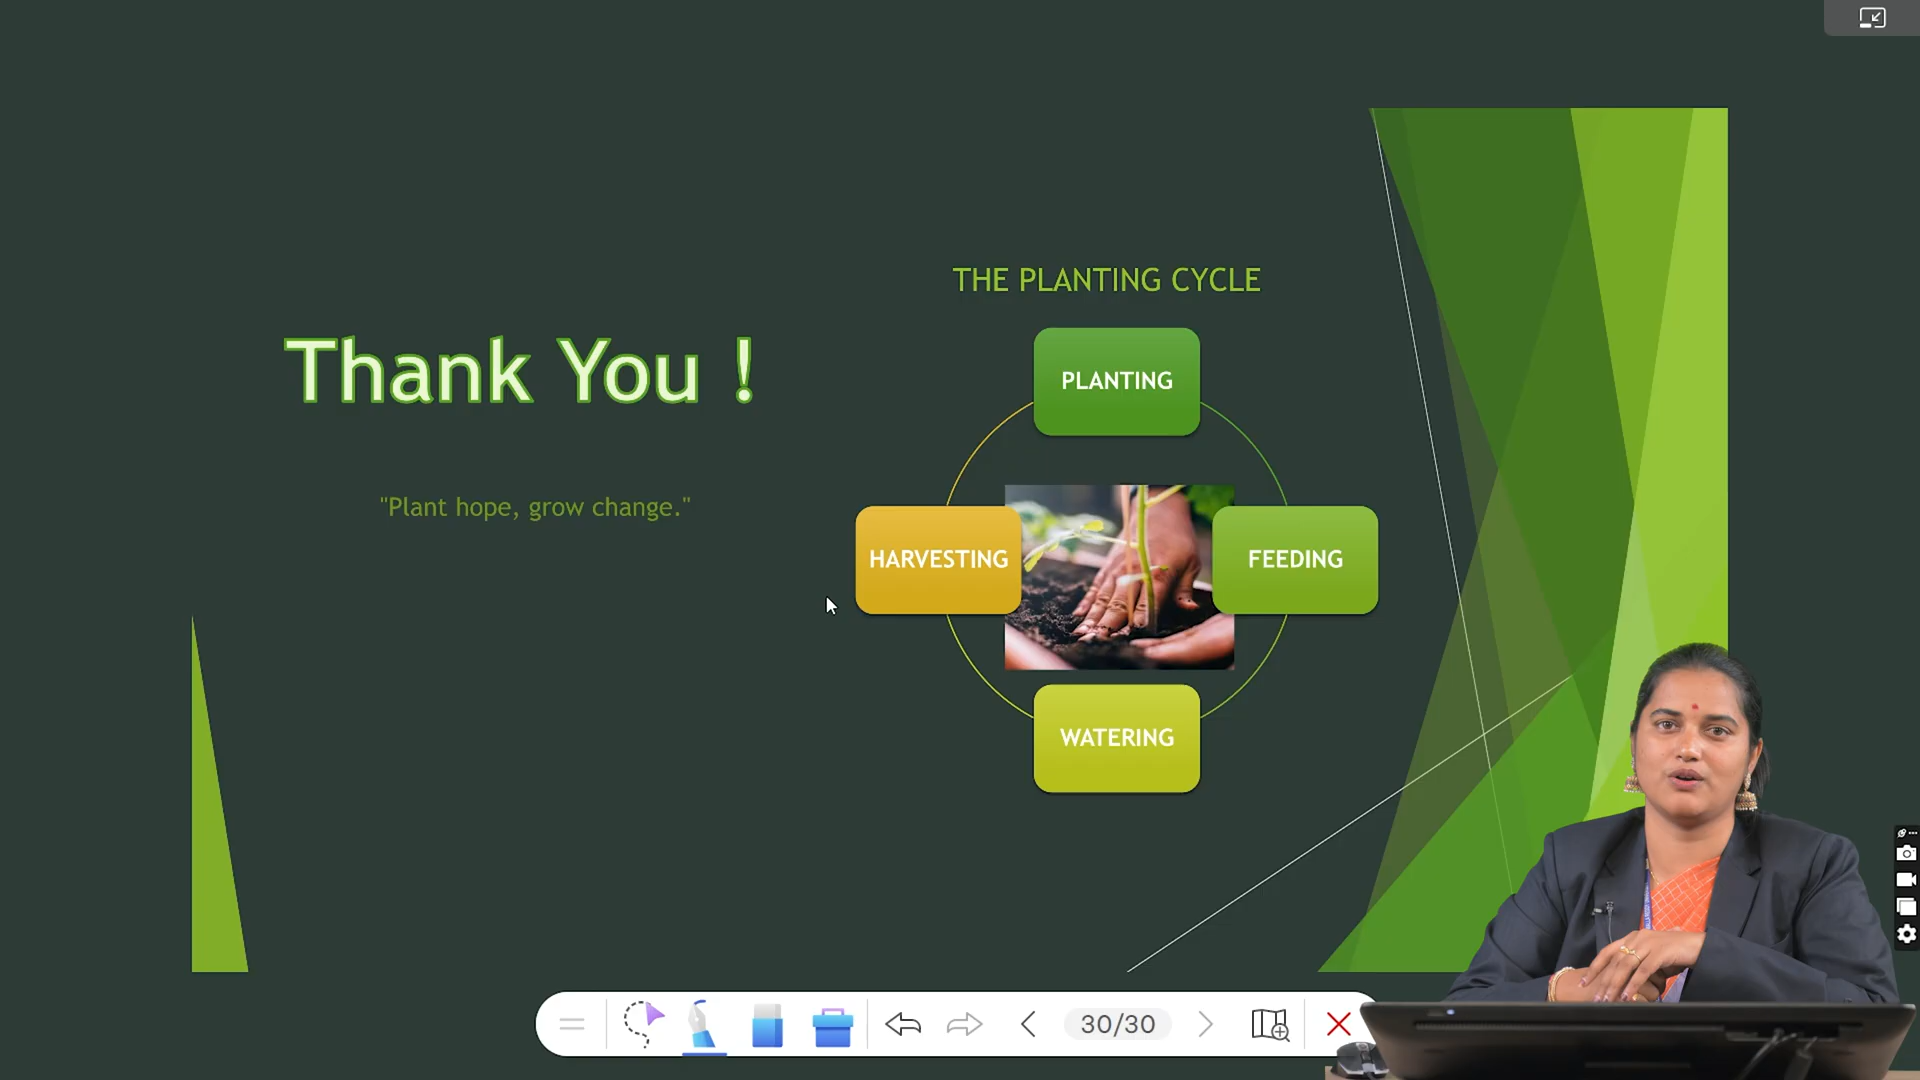 THE PLANTING CYCLE
Thank You !
PLANTING
"Plant hope, grow change."
HARVESTING
FEEDING
WATERING
30/30